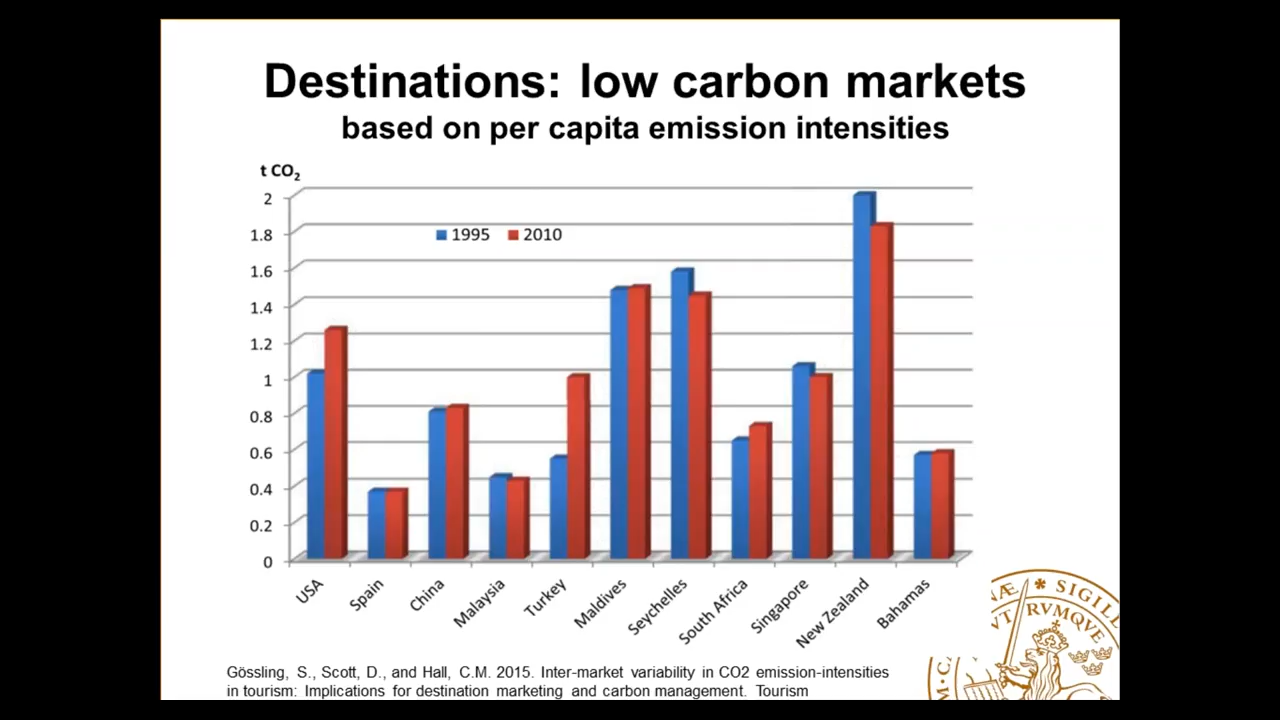 Destinations: low carbon markets
based on per capita emission intensities
t CO₂
2
1.8
1.6
1.4
1.2
1
0.8
0.6
0.4
0.2
0
1995 2010
USA
Spain
China
Malaysia
Turkey
Maldives
Seychelles
South Africa
Singapore
New Zealand
Bahamas
Gössling, S., Scott, D., and Hall, C.M. 2015. Inter-market variability in CO2 emission-intensities
in tourism: Implications for destination marketing and carbon management. Tourism
SIGILL
RVMQVE